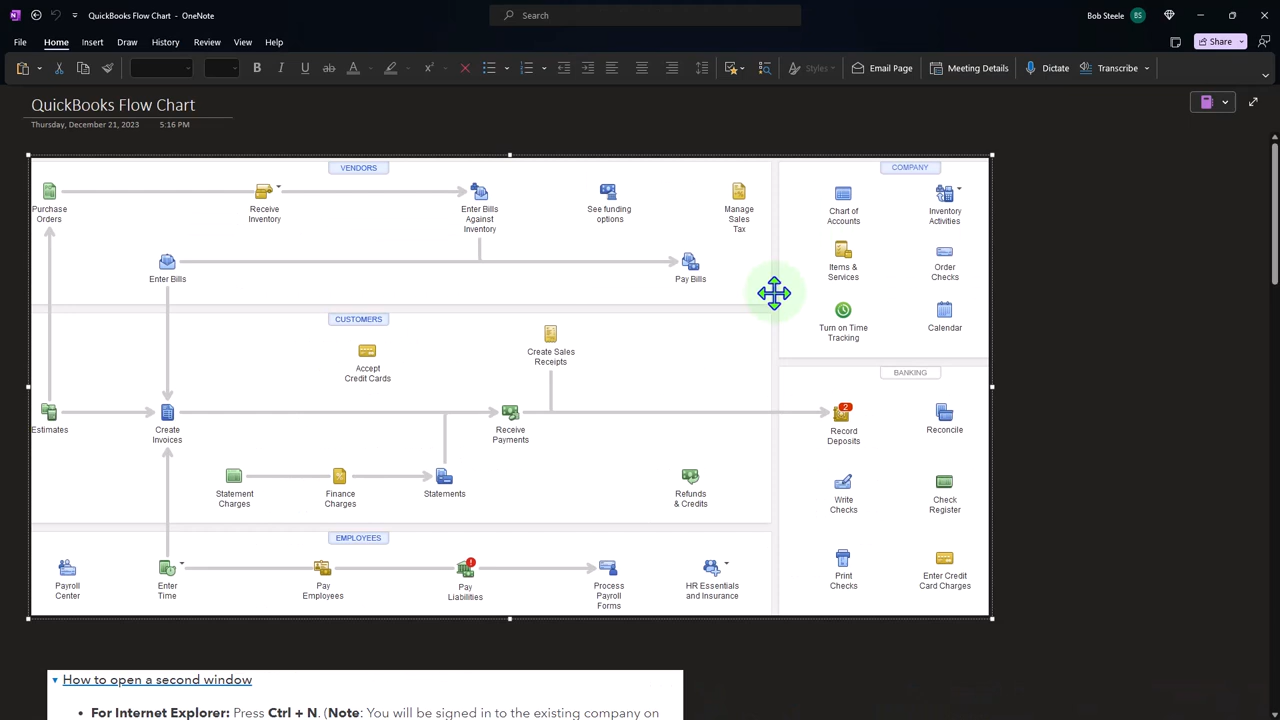 QuickBooks Flow Chart - OneNote
Search
Bob Steele
BS
File
Home
Insert
Draw
History
Review
View
Help
Share
Styles
Email Page
Meeting Details
Dictate
Transcribe
QuickBooks Flow Chart
Thursday, December 21, 2023
5:16 PM
VENDORS
Purchase
Orders
Receive
Inventory
Enter Bills
Against
Inventory
See funding
options
Manage
Sales
Tax
Enter Bills
Pay Bills
COMPANY
Chart of
Accounts
Inventory
Activities
Items &
Services
Order
Checks
Turn on Time
Tracking
Calendar
CUSTOMERS
Create Sales
Receipts
Accept
Credit Cards
Estimates
Create
Invoices
Receive
Payments
Statement
Charges
Finance
Charges
Statements
Refunds
& Credits
BANKING
2
Record
Deposits
Reconcile
Write
Checks
Check
Register
Print
Checks
Enter Credit
Card Charges
EMPLOYEES
Payroll
Center
Enter
Time
Pay
Employees
Pay
Liabilities
Process
Payroll
Forms
HR Essentials
and Insurance
How to open a second window
• For Internet Explorer: Press Ctrl + N. (Note: You will be signed in to the existing company on